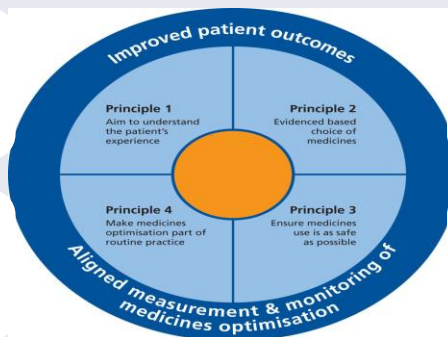 Improved patient outcomes
Principle 1
Aim to understand
the patient's
experience
Principle 2
Evidenced based
choice of
medicines
Principle 4
Make medicines
optimisation part of
routine practice
Principle 3
Ensure medicines
use is as safe
as possible
Aligned measurement & monitoring of
medicines optimisation